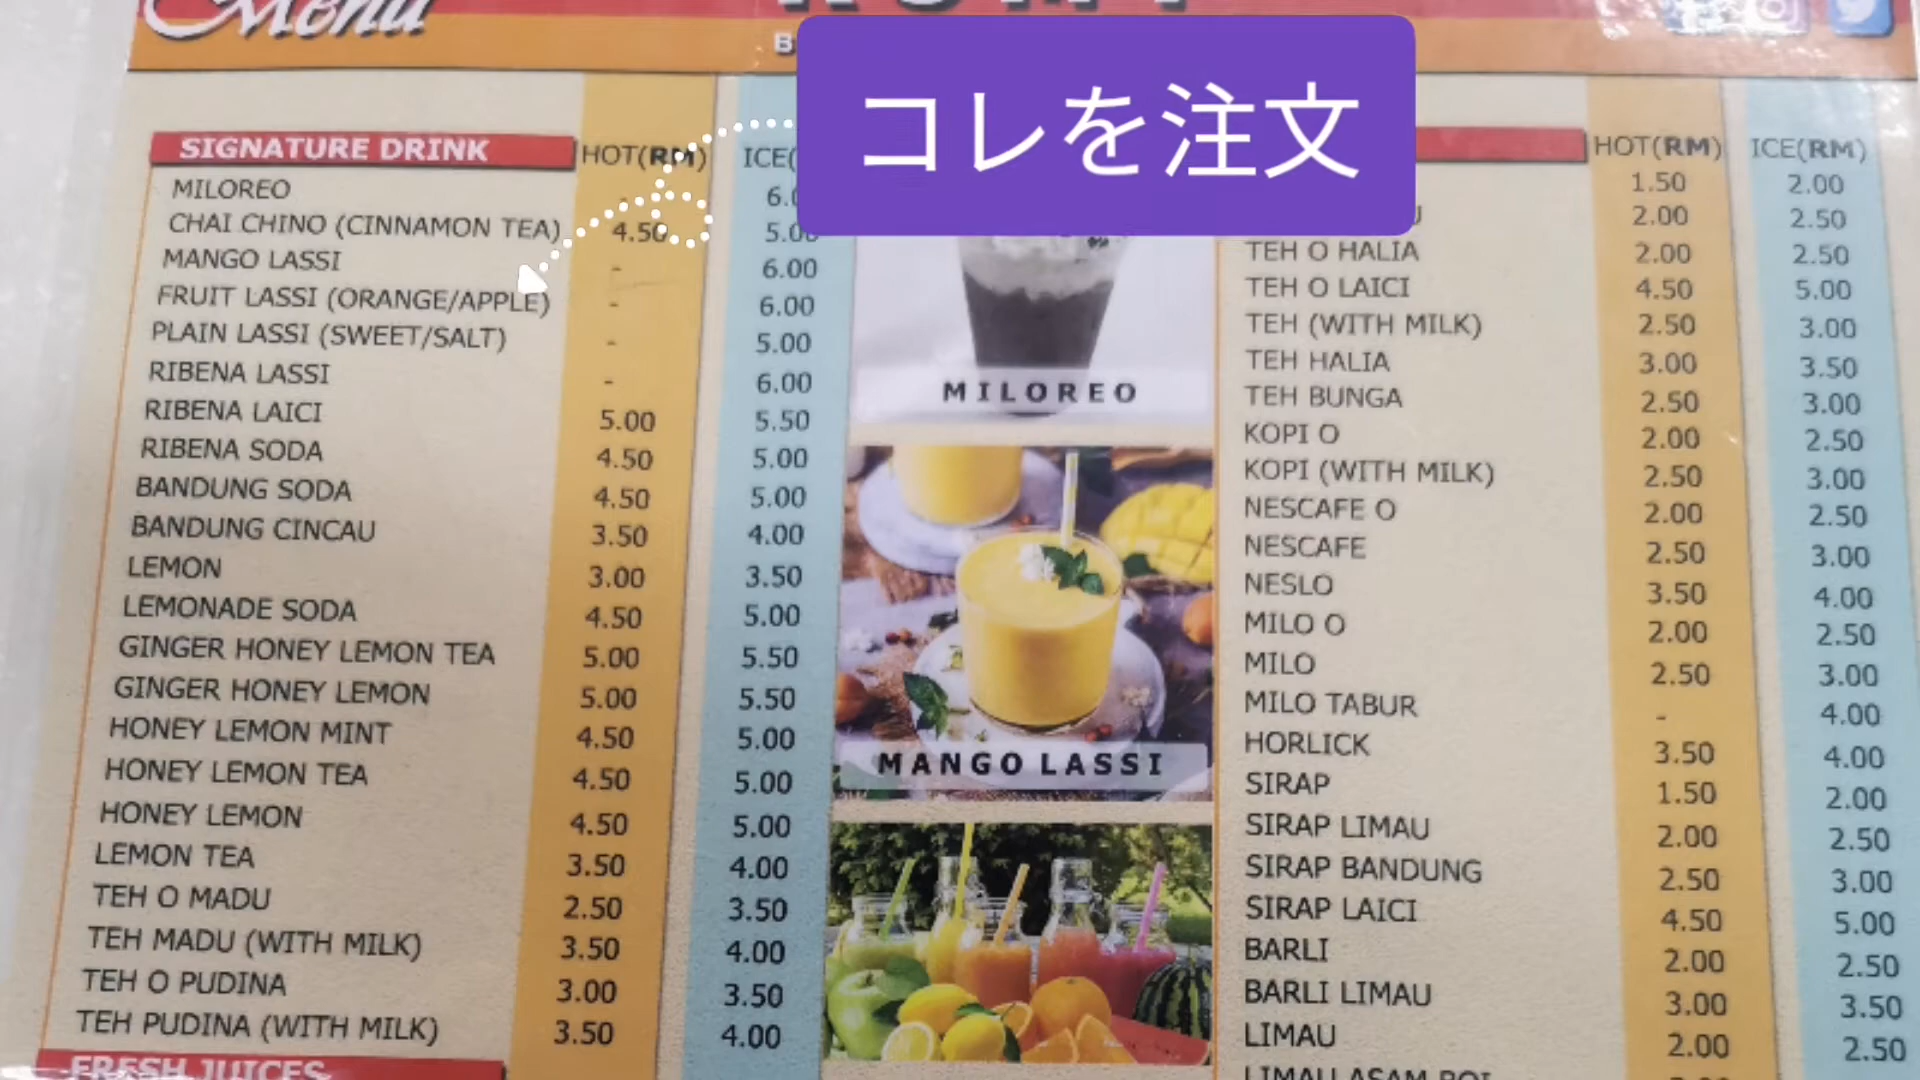 Menu
コレを注文
SIGNATURE DRINK HOT(RM)
MILOREO
CHAI CHINO (CINNAMON TEA) 4.50 5.00
MANGO LASSI - 6.00
FRUIT LASSI (ORANGE/APPLE) - 6.00
PLAIN LASSI (SWEET/SALT) - 5.00
RIBENA LASSI - 6.00
RIBENA LAICI 5.00 5.50
RIBENA SODA 4.50 5.00
BANDUNG SODA 4.50 5.00
BANDUNG CINCAU 3.50 4.00
LEMON 3.00 3.50
LEMONADE SODA 4.50 5.00
GINGER HONEY LEMON TEA 5.00 5.50
GINGER HONEY LEMON 5.00 5.50
HONEY LEMON MINT 4.50 5.00
HONEY LEMON TEA 4.50 5.00
HONEY LEMON 4.50 5.00
LEMON TEA 3.50 4.00
TEH O MADU 2.50 3.50
TEH MADU (WITH MILK) 3.50 4.00
TEH O PUDINA 3.00 3.50
TEH PUDINA (WITH MILK) 3.50 4.00
FRESH JUICES
MILOREO
MANGO LASSI
HOT(RM) ICE(RM)
1.50 2.00
2.00 2.50
TEH O HALIA 2.00 2.50
TEH O LAICI 4.50 5.00
TEH (WITH MILK) 2.50 3.00
TEH HALIA 3.00 3.50
TEH BUNGA 2.50 3.00
KOPI O 2.00 2.50
KOPI (WITH MILK) 2.50 3.00
NESCAFE O 2.00 2.50
NESCAFE 2.50 3.00
NESLO 3.50 4.00
MILO O 2.00 2.50
MILO 2.50 3.00
MILO TABUR - 4.00
HORLICK 3.50 4.00
SIRAP 1.50 2.00
SIRAP LIMAU 2.00 2.50
SIRAP BANDUNG 2.50 3.00
SIRAP LAICI 4.50 5.00
BARLI 2.00 2.50
BARLI LIMAU 3.00 3.50
LIMAU 2.00 2.50
LIMAU ASAM BOI